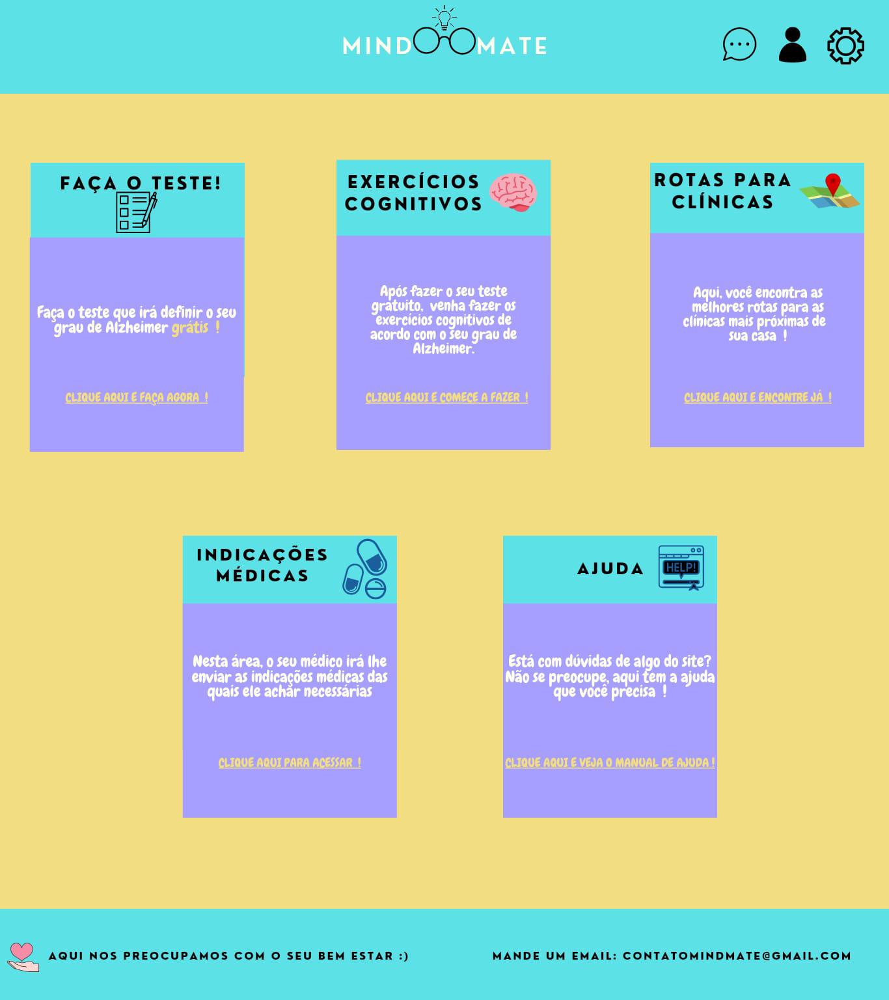 MIND MATE
FAÇA O TESTE!
Faça o teste que irá definir o seu
grau de Alzheimer grátis !
CLIQUE AQUI E FAÇA AGORA !
EXERCÍCIOS
COGNITIVOS
Após fazer o seu teste
gratuito, venha fazer os
exercícios cognitivos de
acordo com o seu grau de
Alzheimer.
CLIQUE AQUI E COMECE A FAZER !
ROTAS PARA
CLÍNICAS
Aqui, você encontra as
melhores rotas para as
clínicas mais próximas de
sua casa !
CLIQUE AQUI E ENCONTRE JÁ !
INDICAÇÕES
MÉDICAS
Nesta área, o seu médico irá lhe
enviar as indicações médicas das
quais ele achar necessárias
CLIQUE AQUI PARA ACESSAR !
AJUDA
HELP!
Está com dúvidas de algo do site?
Não se preocupe, aqui tem a ajuda
que você precisa !
CLIQUE AQUI E VEJA O MANUAL DE AJUDA !
AQUI NOS PREOCUPAMOS COM O SEU BEM ESTAR :)
MANDE UM EMAIL: CONTATOMINDMATE@GMAIL.COM